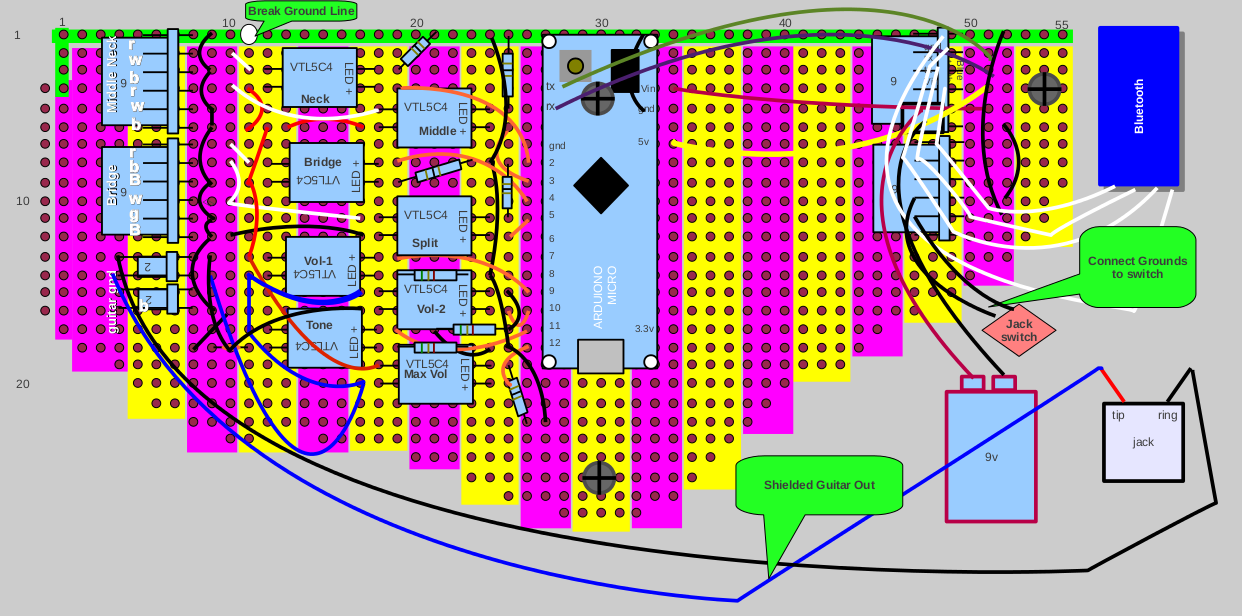 Break Ground Line
1
10
20
30
40
50
55
1
10
20
Middle Neck
9
r
w
b
r
w
b
Bridge
9
r
b
B
w
g
B
guitar gnd
2
2
b
VTL5C4
LED
+
Neck
VTL5C4
LED
+
Middle
Bridge
VTL5C4
LED
+
VTL5C4
LED
+
Split
Vol-1
VTL5C4
LED
+
VTL5C4
LED
+
Vol-2
Tone
VTL5C4
LED
+
VTL5C4
LED
+
Max Vol
tx
rx
gnd
2
3
4
5
6
7
8
9
10
11
12
Vin
gnd
5v
3.3v
ARDUIONO
MICRO
9
9
Blue
Bluetooth
Connect Grounds
to switch
Jack
switch
9v
tip
ring
jack
Shielded Guitar Out